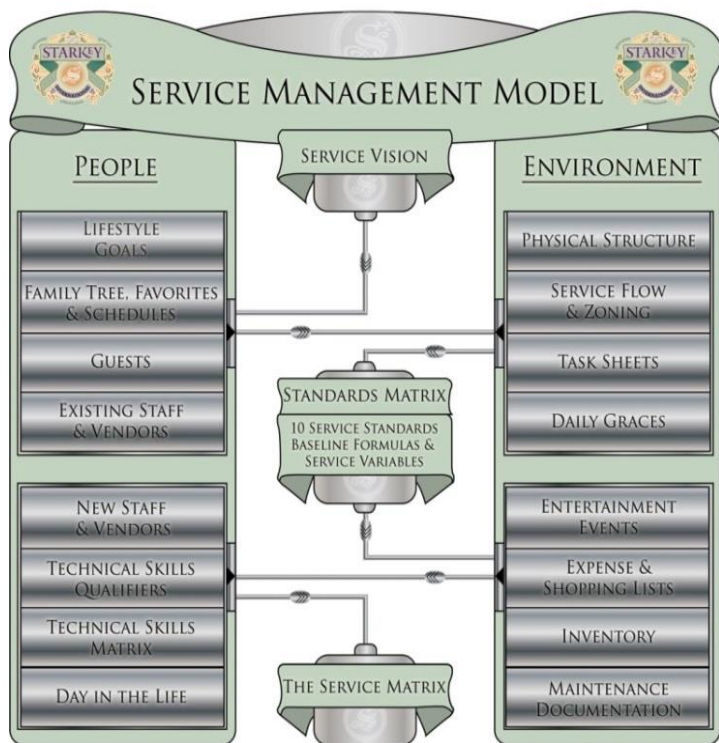 STARKEY
STARKEY
SERVICE MANAGEMENT MODEL
SERVICE VISION
PEOPLE
LIFESTYLE
GOALS
FAMILY TREE, FAVORITES
& SCHEDULES
GUESTS
EXISTING STAFF
& VENDORS
NEW STAFF
& VENDORS
TECHNICAL SKILLS
QUALIFIERS
TECHNICAL SKILLS
MATRIX
DAY IN THE LIFE
STANDARDS MATRIX
10 SERVICE STANDARDS
BASELINE FORMULAS &
SERVICE VARIABLES
THE SERVICE MATRIX
ENVIRONMENT
PHYSICAL STRUCTURE
SERVICE FLOW
& ZONING
TASK SHEETS
DAILY GRACES
ENTERTAINMENT
EVENTS
EXPENSE &
SHOPPING LISTS
INVENTORY
MAINTENANCE
DOCUMENTATION